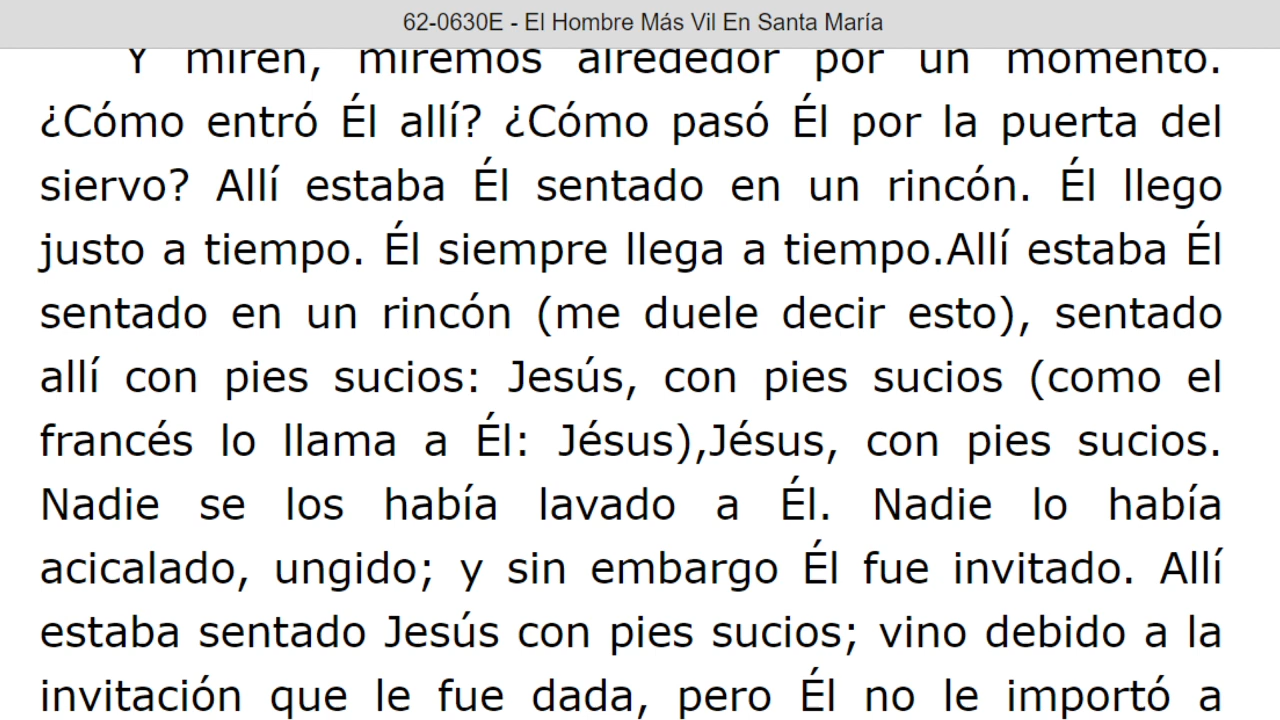 62-0630E - El Hombre Más Vil En Santa María
Y miren, miremos alrededor por un momento.
¿Cómo entró Él allí? ¿Cómo pasó Él por la puerta del
siervo? Allí estaba Él sentado en un rincón. Él llego
justo a tiempo. Él siempre llega a tiempo.Allí estaba Él
sentado en un rincón (me duele decir esto), sentado
allí con pies sucios: Jesús, con pies sucios (como el
francés lo llama a Él: Jésus),Jésus, con pies sucios.
Nadie se los había lavado a Él. Nadie lo había
acicalado, ungido; y sin embargo Él fue invitado. Allí
estaba sentado Jesús con pies sucios; vino debido a la
invitación que le fue dada, pero Él no le importó a